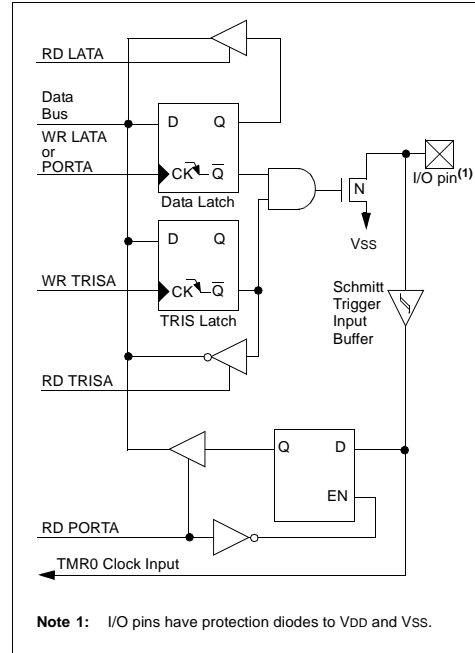 RD LATA
Data
Bus
WR LATA
or
PORTA
D Q
CK Q
Data Latch
N
I/O pin(1)
VSS
D Q
WR TRISA
CK Q
TRIS Latch
Schmitt
Trigger
Input
Buffer
RD TRISA
Q D
EN
RD PORTA
TMR0 Clock Input
Note 1: I/O pins have protection diodes to VDD and VSS.